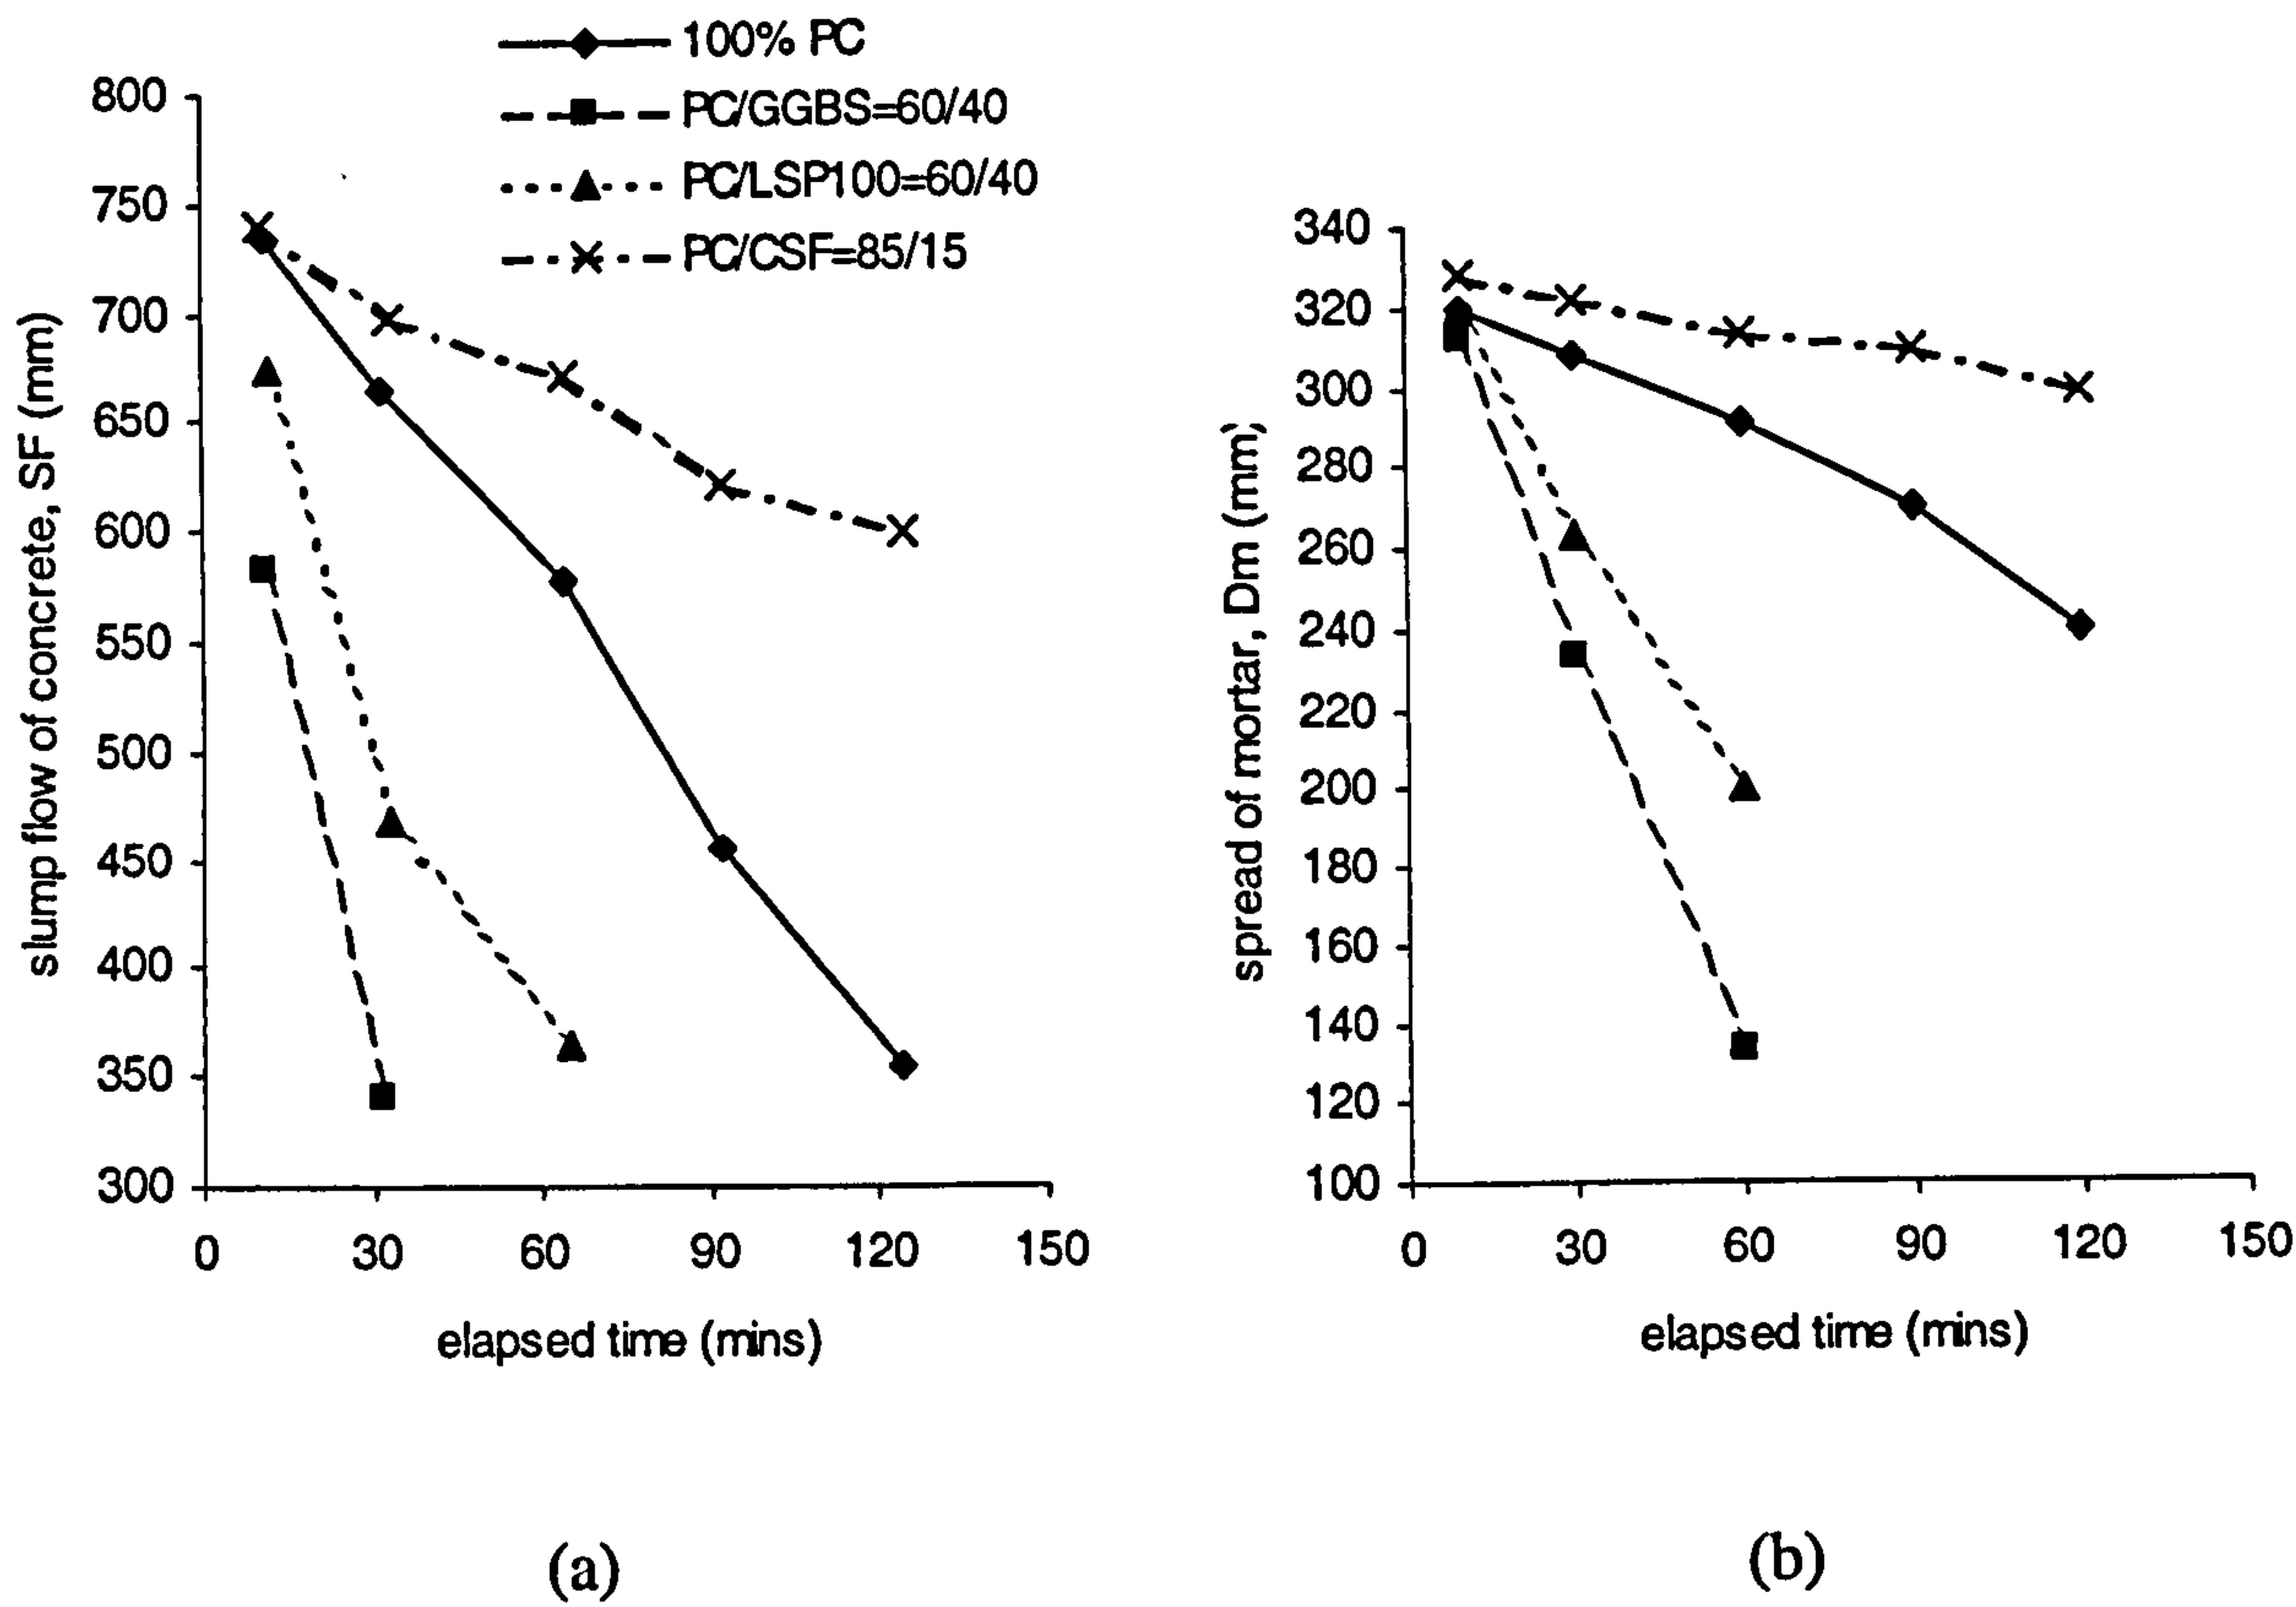 100% PC
PC/GGBS=60/40
PC/LSP100=60/40
PC/CSF=85/15
800
750
700
650
600
550
500
450
400
350
300
slump flow of concrete, SF (mm)
0 30 60 90 120 150
elapsed time (mins)
(a)
340
320
300
280
260
240
220
200
180
160
140
120
100
spread of mortar, Dm (mm)
0 30 60 90 120 150
elapsed time (mins)
(b)